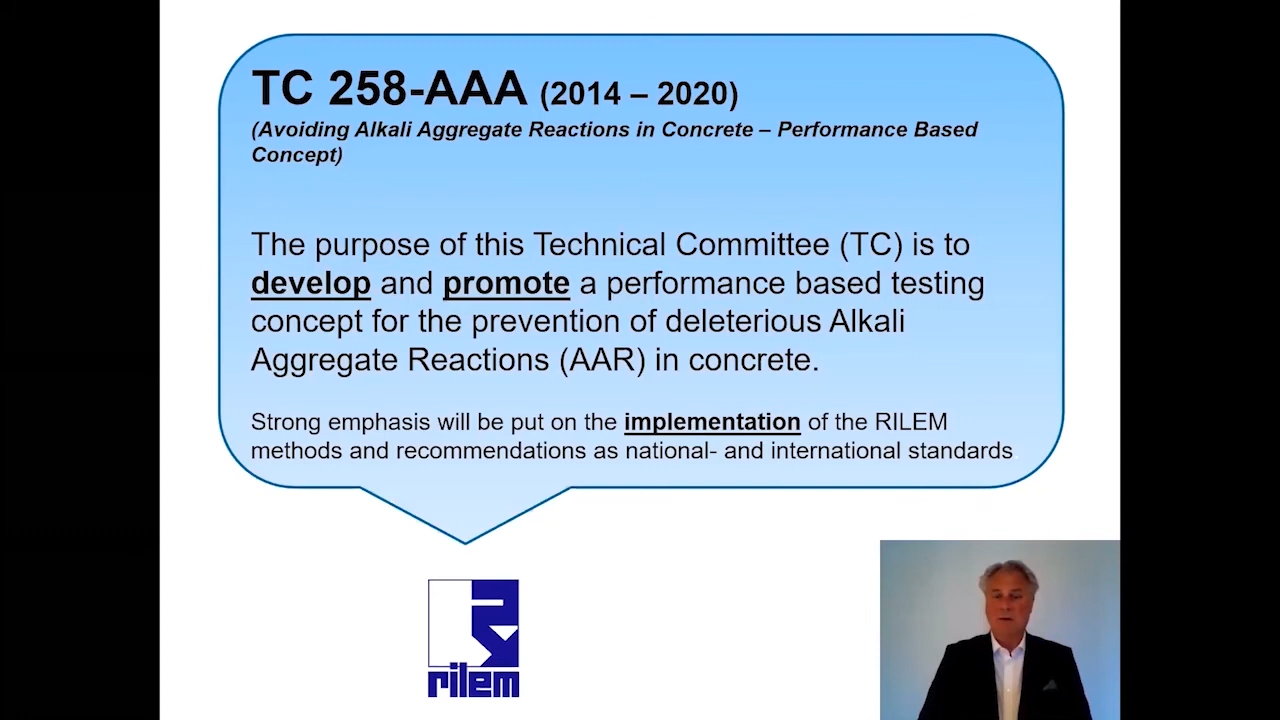 TC 258-AAA (2014 – 2020)
(Avoiding Alkali Aggregate Reactions in Concrete – Performance Based
Concept)
The purpose of this Technical Committee (TC) is to
develop and promote a performance based testing
concept for the prevention of deleterious Alkali
Aggregate Reactions (AAR) in concrete.
Strong emphasis will be put on the implementation of the RILEM
methods and recommendations as national- and international standards.
rilem